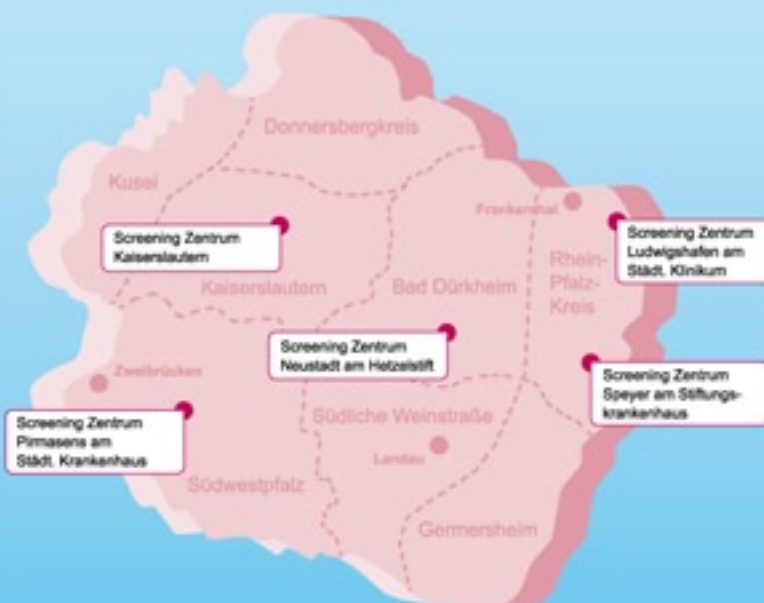 Donnersbergkreis
Kusel
Frankenthal
Screening Zentrum
Kaiserslautern
Screening Zentrum
Ludwigshafen am
Städt. Klinikum
Kaiserslautern
Bad Dürkheim
Rhein-
Pfalz-
Kreis
Screening Zentrum
Neustadt am Hetzelstift
Zweibrücken
Screening Zentrum
Speyer am Stiftungs-
krankenhaus
Screening Zentrum
Pirmasens am
Städt. Krankenhaus
Südliche Weinstraße
Landau
Südwestpfalz
Germersheim